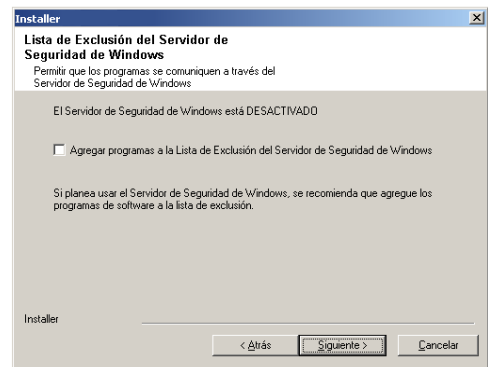 Installer
Lista de Exclusión del Servidor de
Seguridad de Windows
Permitir que los programas se comuniquen a través del
Servidor de Seguridad de Windows
El Servidor de Seguridad de Windows está DESACTIVADO
Agregar programas a la Lista de Exclusión del Servidor de Seguridad de Windows
Si planea usar el Servidor de Seguridad de Windows, se recomienda que agregue los
programas de software a la lista de exclusión.
Installer
< Atrás
Siguiente >
Cancelar